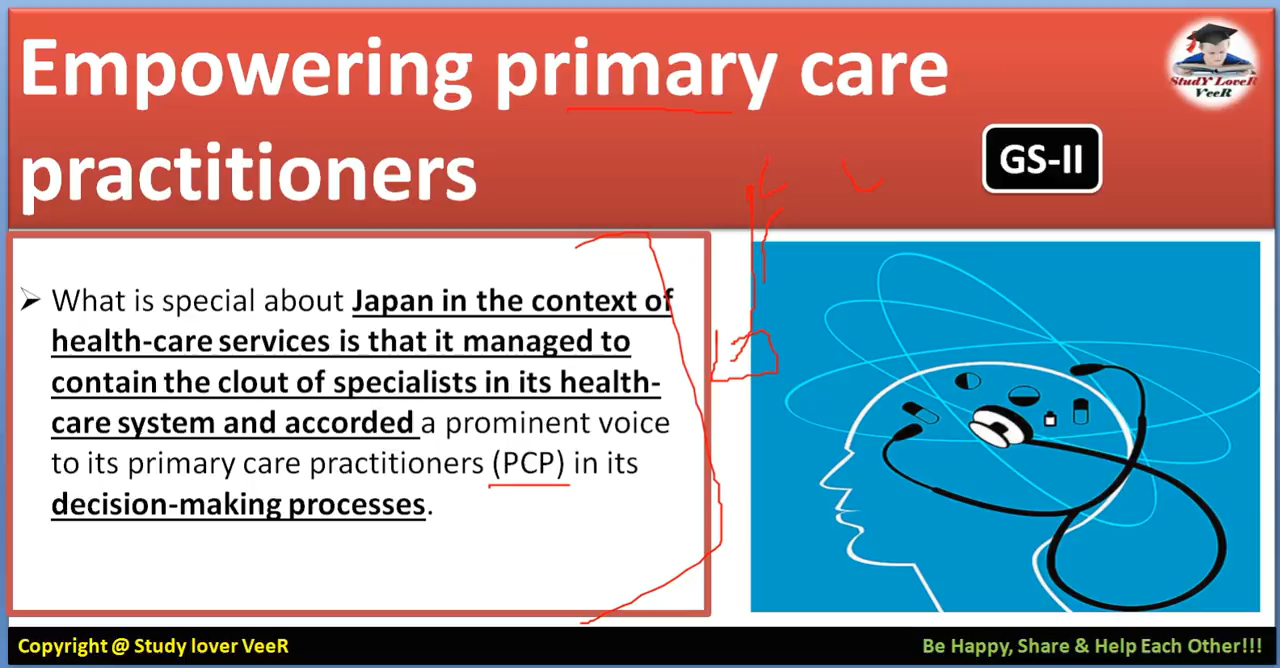 Empowering primary care
practitioners
StudY LoveR
VeeR
GS-II
➢ What is special about Japan in the context of
health-care services is that it managed to
contain the clout of specialists in its health-
care system and accorded a prominent voice
to its primary care practitioners (PCP) in its
decision-making processes.
Copyright @ Study lover VeeR
Be Happy, Share & Help Each Other!!!